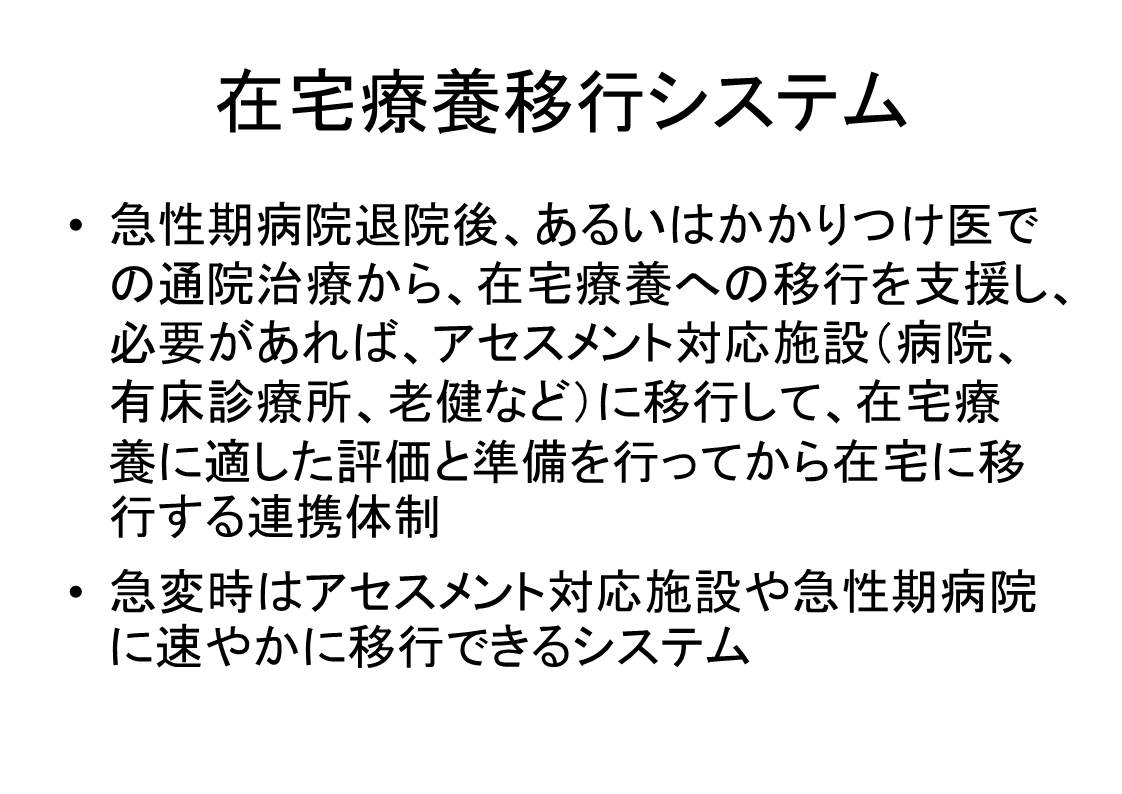 在宅療養移行システム
• 急性期病院退院後、あるいはかかりつけ医で
の通院治療から、在宅療養への移行を支援し、
必要があれば、アセスメント対応施設（病院、
有床診療所、老健など）に移行して、在宅療
養に適した評価と準備を行ってから在宅に移
行する連携体制
• 急変時はアセスメント対応施設や急性期病院
に速やかに移行できるシステム